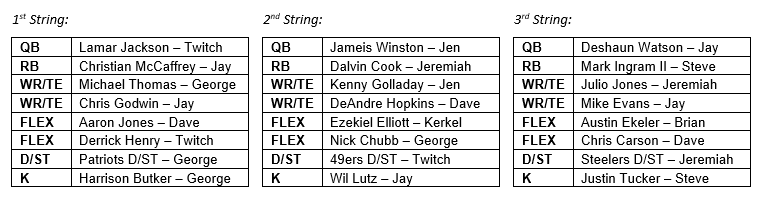 1st String:
QB Lamar Jackson – Twitch
RB Christian McCaffrey – Jay
WR/TE Michael Thomas – George
WR/TE Chris Godwin – Jay
FLEX Aaron Jones – Dave
FLEX Derrick Henry – Twitch
D/ST Patriots D/ST – George
K Harrison Butker – George
2nd String:
QB Jameis Winston – Jen
RB Dalvin Cook – Jeremiah
WR/TE Kenny Golladay – Jen
WR/TE DeAndre Hopkins – Dave
FLEX Ezekiel Elliott – Kerkel
FLEX Nick Chubb – George
D/ST 49ers D/ST – Twitch
K Wil Lutz – Jay
3rd String:
QB Deshaun Watson – Jay
RB Mark Ingram II – Steve
WR/TE Julio Jones – Jeremiah
WR/TE Mike Evans – Jay
FLEX Austin Ekeler – Brian
FLEX Chris Carson – Dave
D/ST Steelers D/ST – Jeremiah
K Justin Tucker – Steve